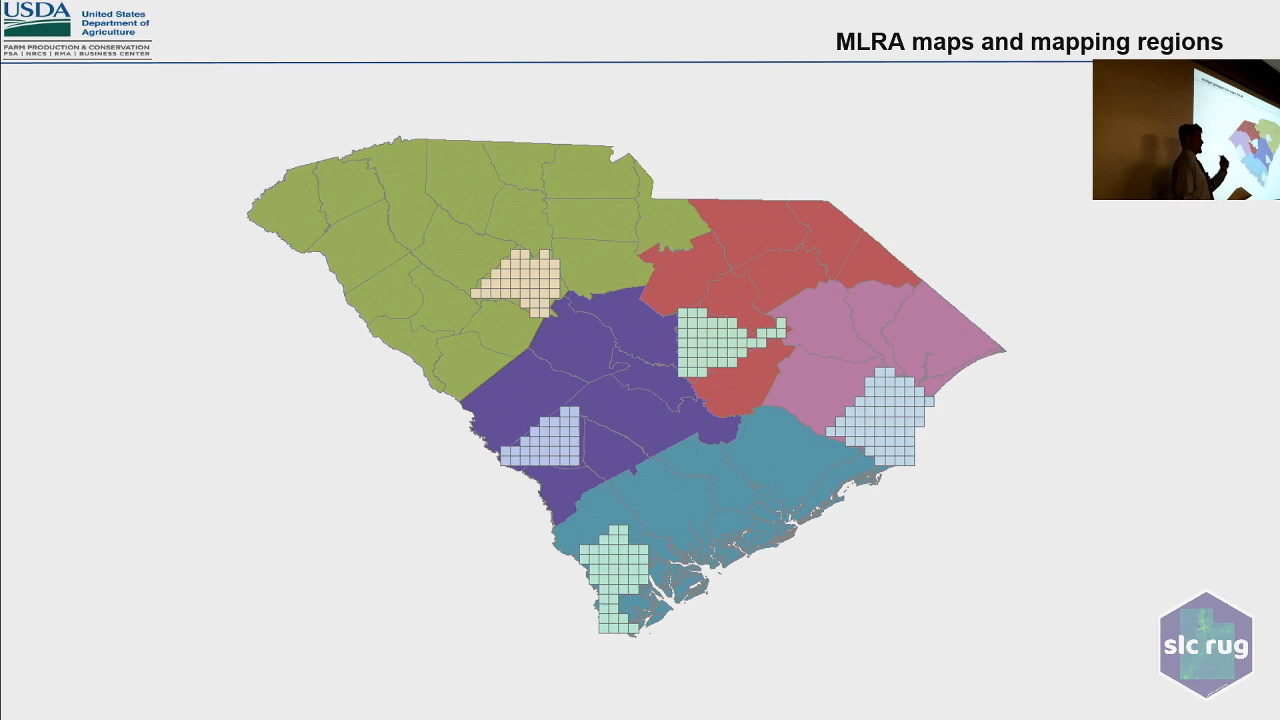 USDA
United States
Department of
Agriculture
FARM PRODUCTION & CONSERVATION
FSA | NRCS | RMA | BUSINESS CENTER
MLRA maps and mapping regions
slc rug